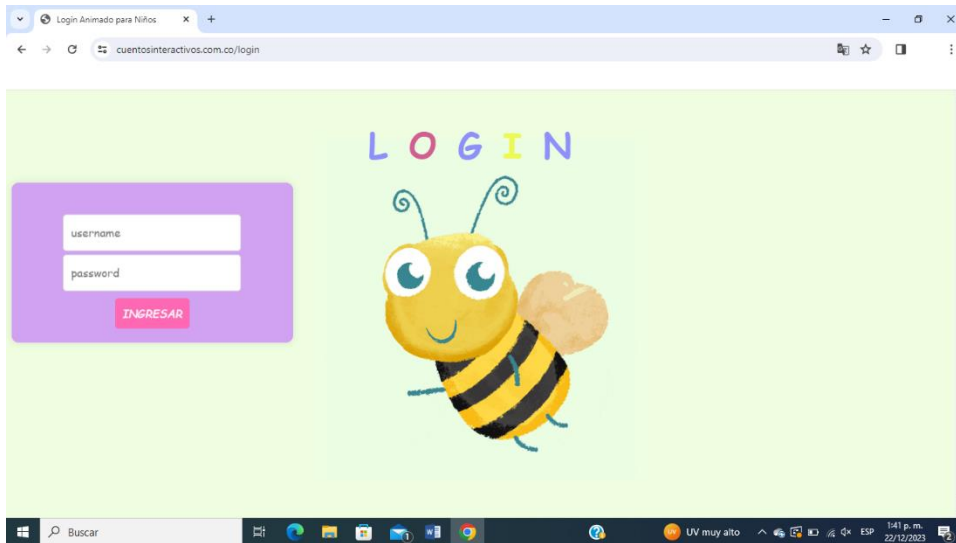 Login Animado para Niños
cuentosinteractivos.com.co/login
LOGIN
username
password
INGRESAR
Buscar
UV muy alto
ESP
1:41 p. m.
22/12/2023